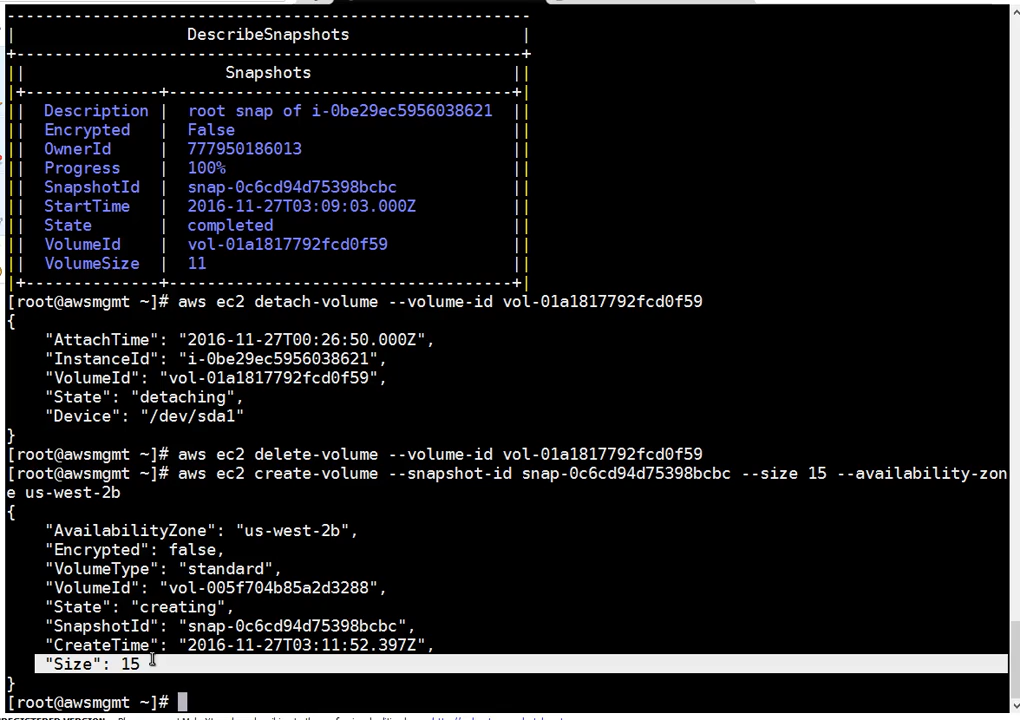 DescribeSnapshots
Snapshots
Description | root snap of i-0be29ec5956038621
Encrypted | False
OwnerId | 777950186013
Progress | 100%
SnapshotId | snap-0c6cd94d75398bcbc
StartTime | 2016-11-27T03:09:03.000Z
State | completed
VolumeId | vol-01a1817792fcd0f59
VolumeSize | 11
[root@awsmgmt ~]# aws ec2 detach-volume --volume-id vol-01a1817792fcd0f59
{
"AttachTime": "2016-11-27T00:26:50.000Z",
"InstanceId": "i-0be29ec5956038621",
"VolumeId": "vol-01a1817792fcd0f59",
"State": "detaching",
"Device": "/dev/sda1"
}
[root@awsmgmt ~]# aws ec2 delete-volume --volume-id vol-01a1817792fcd0f59
[root@awsmgmt ~]# aws ec2 create-volume --snapshot-id snap-0c6cd94d75398bcbc --size 15 --availability-zon
e us-west-2b
{
"AvailabilityZone": "us-west-2b",
"Encrypted": false,
"VolumeType": "standard",
"VolumeId": "vol-005f704b85a2d3288",
"State": "creating",
"SnapshotId": "snap-0c6cd94d75398bcbc",
"CreateTime": "2016-11-27T03:11:52.397Z",
"Size": 15
}
[root@awsmgmt ~]#